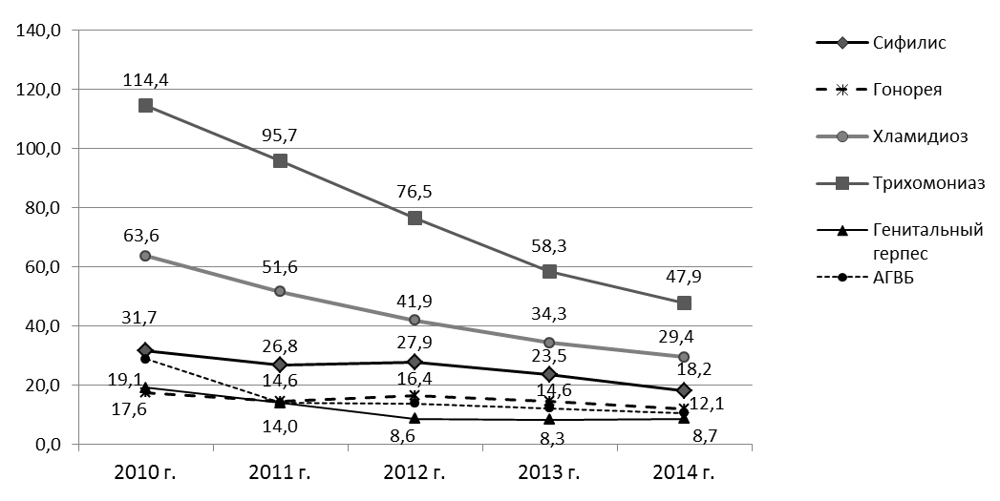 140,0
120,0
100,0
80,0
60,0
40,0
20,0
0,0
114,4
95,7
76,5
58,3
47,9
63,6
51,6
41,9
34,3
29,4
31,7
26,8
27,9
23,5
18,2
17,6
14,6
16,4
14,6
12,1
19,1
14,0
8,6
8,3
8,7
2010 г.
2011 г.
2012 г.
2013 г.
2014 г.
Сифилис
Гонорея
Хламидиоз
Трихомониаз
Генитальный
герпес
АГВБ